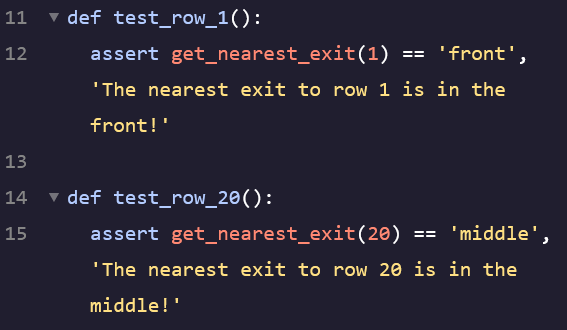 11 ▼ def test_row_1():
12 assert get_nearest_exit(1) == 'front',
'The nearest exit to row 1 is in the
front!'
13
14 ▼ def test_row_20():
15 assert get_nearest_exit(20) == 'middle',
'The nearest exit to row 20 is in the
middle!'